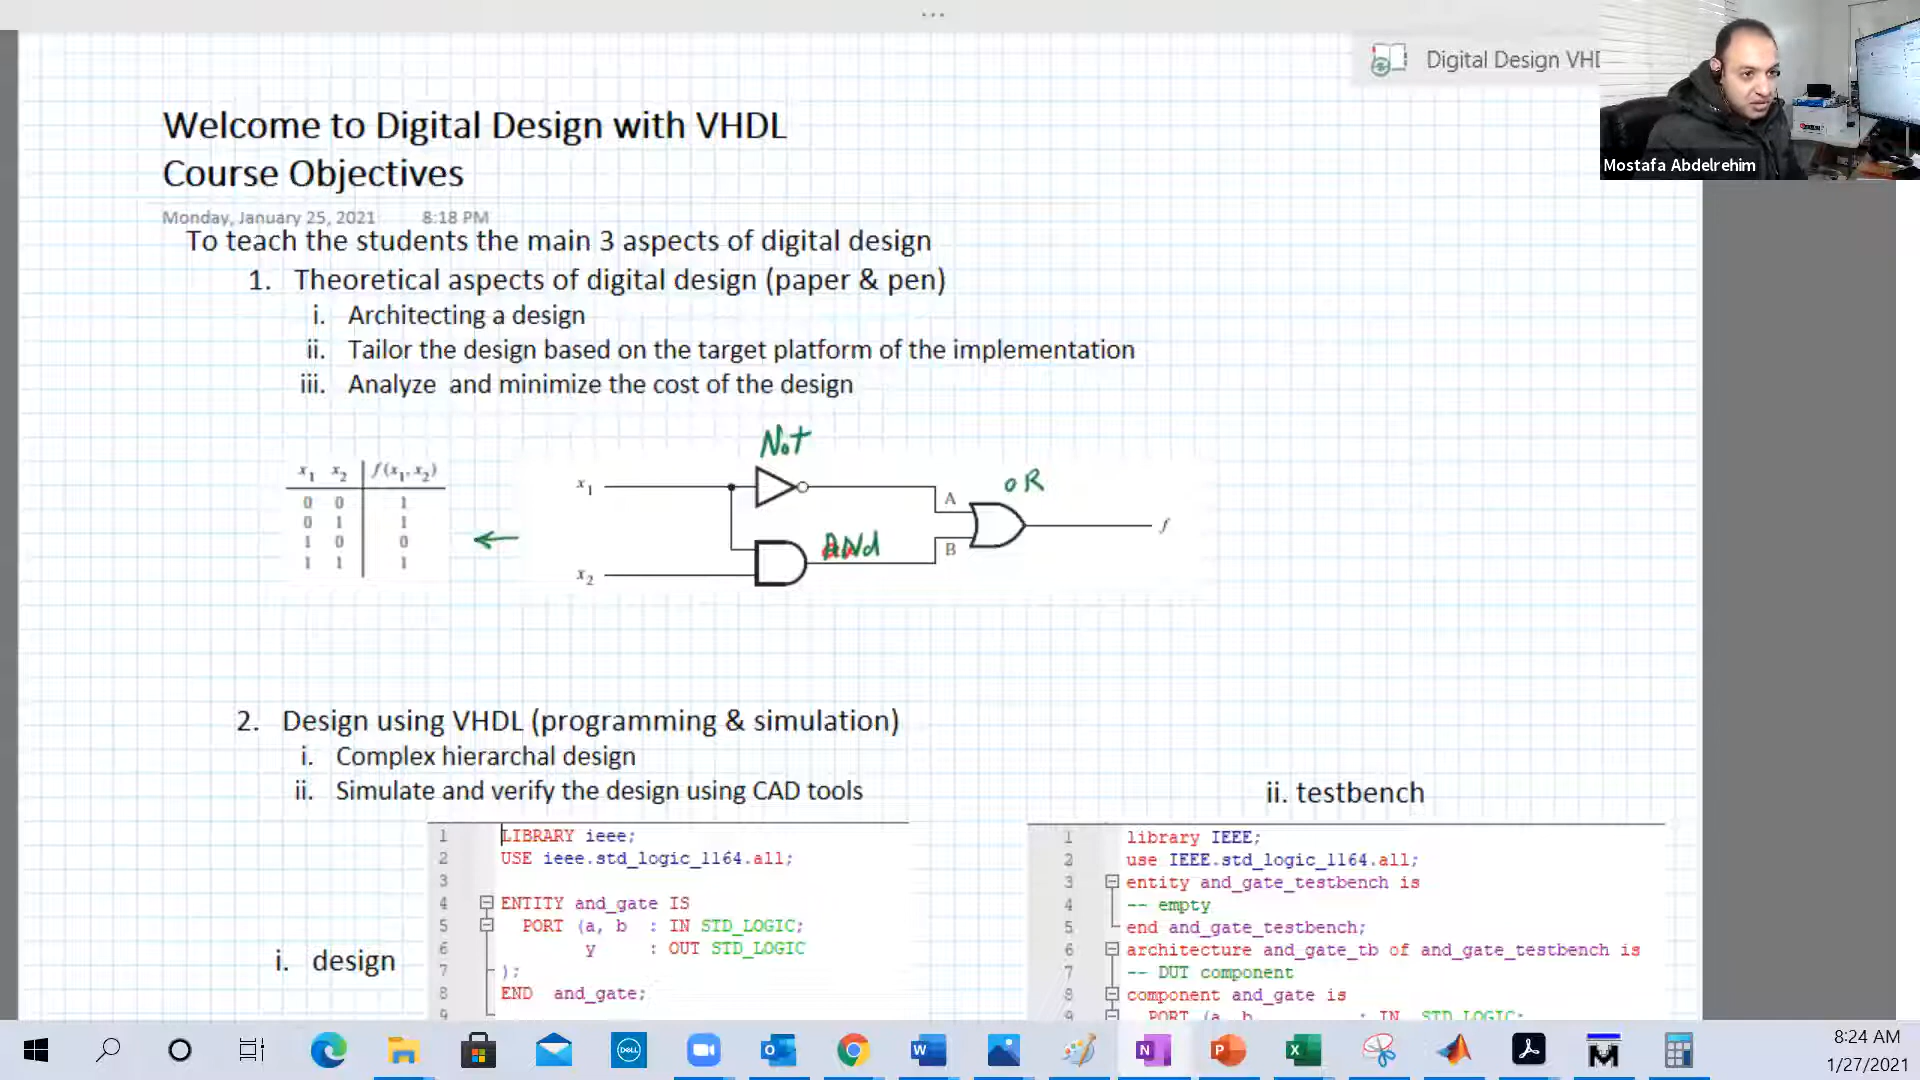 ...
Digital Design VH
Mostafa Abdelrehim
Welcome to Digital Design with VHDL
Course Objectives
Monday, January 25, 2021 8:18 PM
To teach the students the main 3 aspects of digital design
1. Theoretical aspects of digital design (paper & pen)
i. Architecting a design
ii. Tailor the design based on the target platform of the implementation
iii. Analyze and minimize the cost of the design
x1 x2 f(x1, x2)
0 0 1
0 1 1
1 0 0
1 1 1
Not
x1
A
OR
f
ANd
B
x2
2. Design using VHDL (programming & simulation)
i. Complex hierarchal design
ii. Simulate and verify the design using CAD tools
i. design
1 LIBRARY ieee;
2 USE ieee.std_logic_1164.all;
3
4 ENTITY and_gate IS
5 PORT (a, b : IN STD_LOGIC;
6 y : OUT STD_LOGIC
7 );
8 END and_gate;
9
ii. testbench
1 library IEEE;
2 use IEEE.std_logic_1164.all;
3 entity and_gate_testbench is
4 -- empty
5 end and_gate_testbench;
6 architecture and_gate_tb of and_gate_testbench is
7 -- DUT component
8 component and_gate is
9 PORT (a, b : IN STD_LOGIC;
8:24 AM
1/27/2021